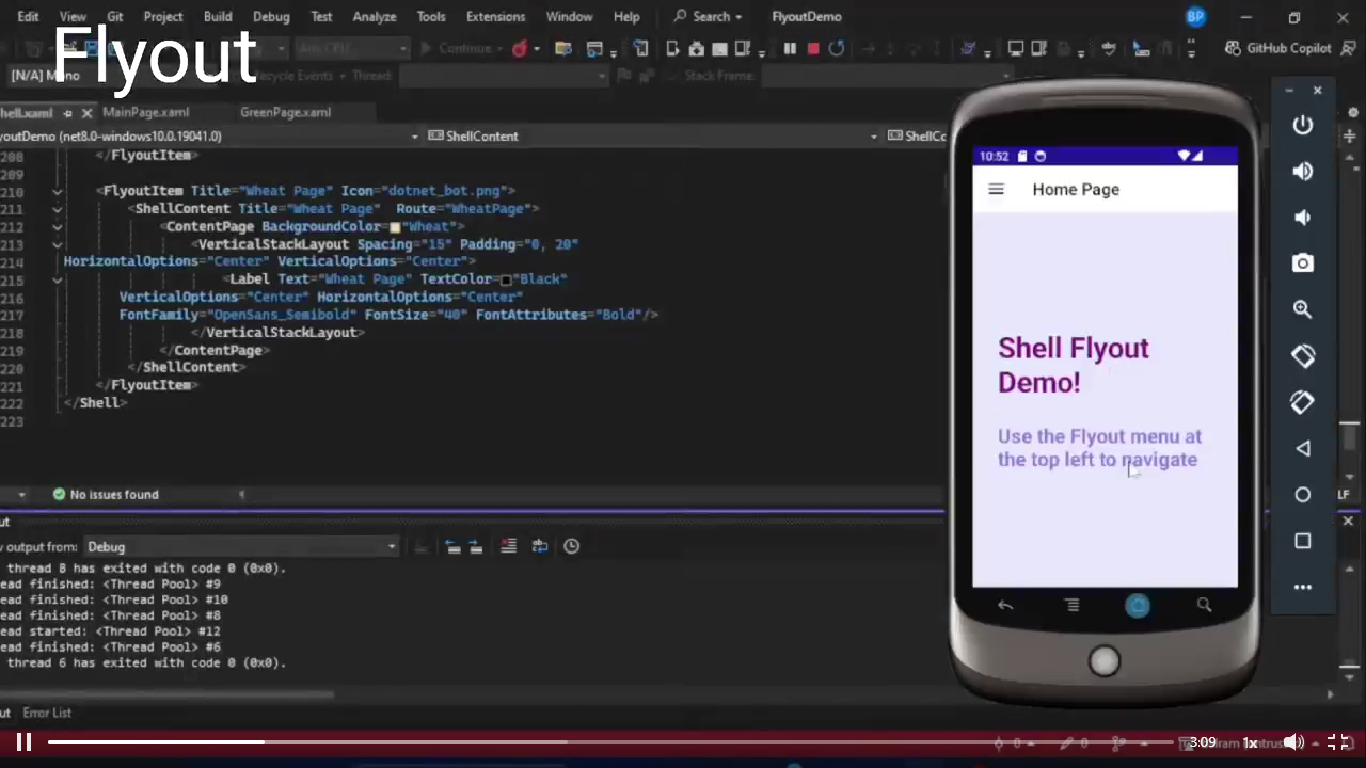 Edit View Git Project Build Debug Test Analyze Tools Extensions Window Help Search FlyoutDemo BP
Flyout
Any CPU Continue GitHub Copilot
[N/A] Mono Lifecycle Events Thread: Stack Frame:
hell.xaml MainPage.xaml GreenPage.xaml
youtDemo (net8.0-windows10.0.19041.0) ShellContent ShellCo
208 </FlyoutItem>
209
210 <FlyoutItem Title="Wheat Page" Icon="dotnet_bot.png">
211 <ShellContent Title="Wheat Page" Route="WheatPage">
212 <ContentPage BackgroundColor="Wheat">
213 <VerticalStackLayout Spacing="15" Padding="0, 20"
214 HorizontalOptions="Center" VerticalOptions="Center">
215 <Label Text="Wheat Page" TextColor="Black"
216 VerticalOptions="Center" HorizontalOptions="Center"
217 FontFamily="OpenSans_Semibold" FontSize="40" FontAttributes="Bold"/>
218 </VerticalStackLayout>
219 </ContentPage>
220 </ShellContent>
221 </FlyoutItem>
222 </Shell>
223
No issues found
LF
ut
w output from: Debug
thread 8 has exited with code 0 (0x0).
ead finished: <Thread Pool> #9
ead finished: <Thread Pool> #10
ead finished: <Thread Pool> #8
ead started: <Thread Pool> #12
ead finished: <Thread Pool> #6
thread 6 has exited with code 0 (0x0).
ut Error List
10:52
Home Page
Shell Flyout
Demo!
Use the Flyout menu at
the top left to navigate
0 0 3:09 1x